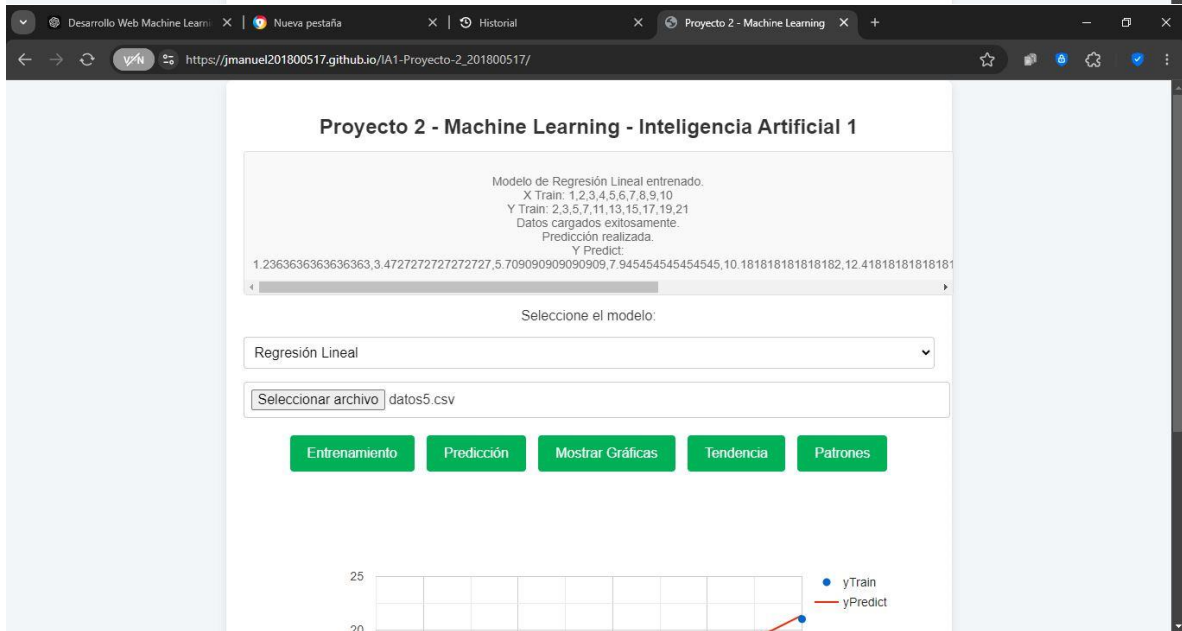 Desarrollo Web Machine Learni
Nueva pestaña
Historial
Proyecto 2 - Machine Learning
https://jmanuel201800517.github.io/IA1-Proyecto-2_201800517/
Proyecto 2 - Machine Learning - Inteligencia Artificial 1
Modelo de Regresión Lineal entrenado.
X Train: 1,2,3,4,5,6,7,8,9,10
Y Train: 2,3,5,7,11,13,15,17,19,21
Datos cargados exitosamente.
Predicción realizada.
Y Predict:
1.2363636363636363,3.4727272727272727,5.709090909090909,7.945454545454545,10.181818181818182,12.41818181818181
Seleccione el modelo:
Regresión Lineal
Seleccionar archivo datos5.csv
Entrenamiento
Predicción
Mostrar Gráficas
Tendencia
Patrones
25
yTrain
yPredict
20